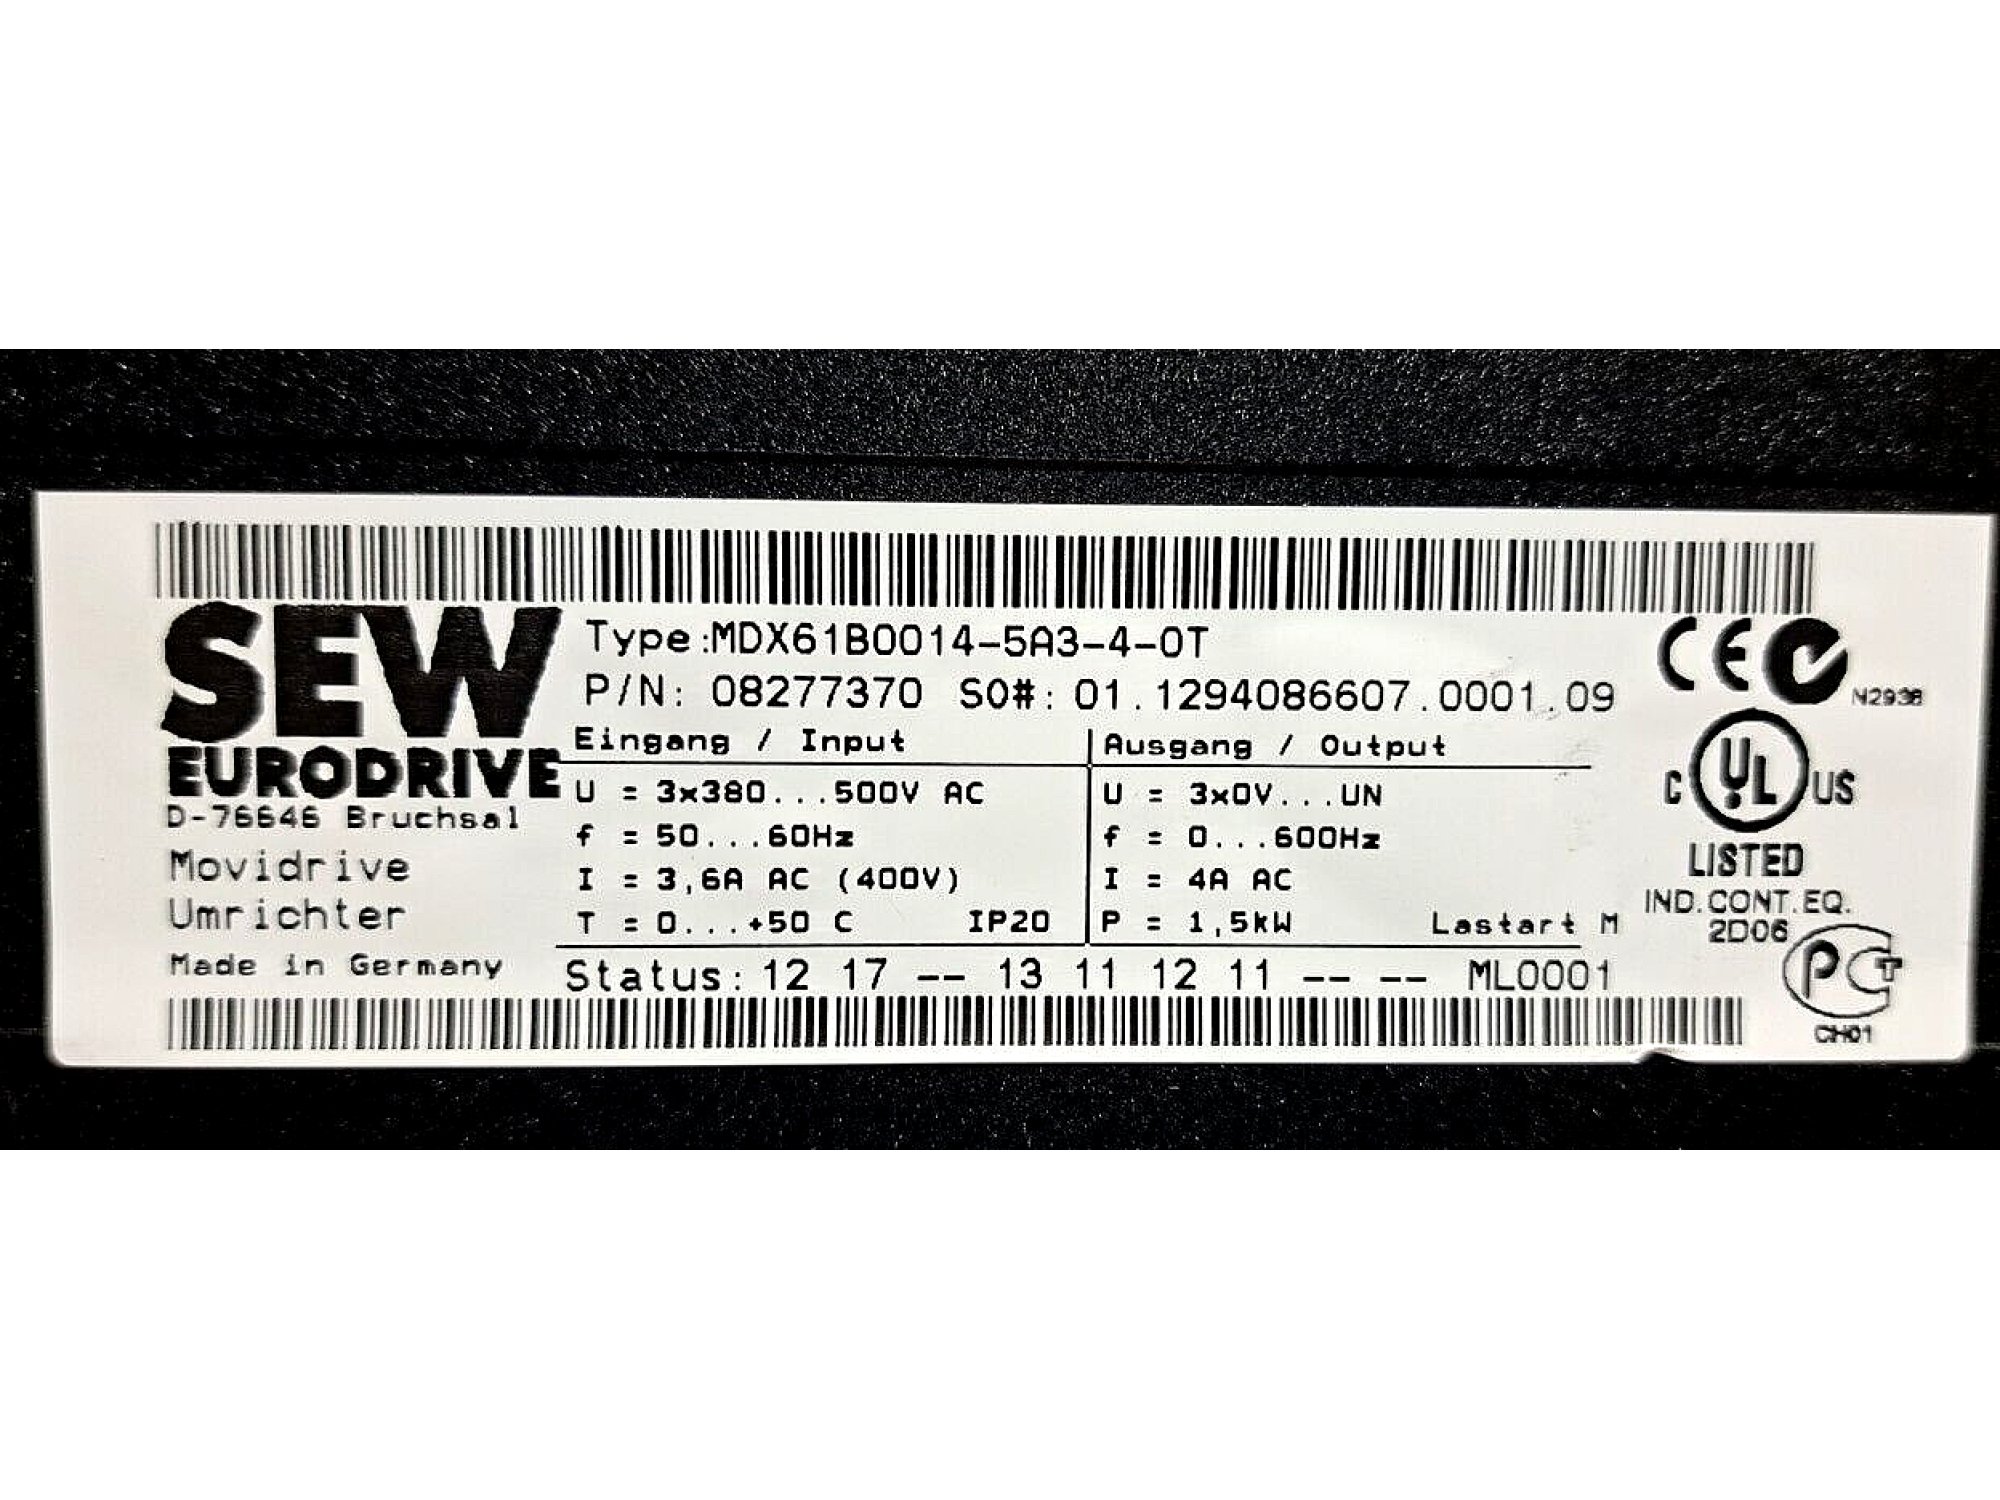 SEW
EURODRIVE
D-76646 Bruchsal
Movidrive
Umrichter
Made in Germany
Type:MDX61B0014-5A3-4-0T
P/N: 08277370 SO#: 01.1294086607.0001.09
Eingang / Input
U = 3x380...500V AC
f = 50...60Hz
I = 3,6A AC (400V)
T = 0...+50 C IP20
Ausgang / Output
U = 3x0V...UN
f = 0...600Hz
I = 4A AC
P = 1,5kW Lastart M
Status: 12 17 -- 13 11 12 11 -- -- ML0001
CE N2938
C UL US
LISTED
IND.CONT.EQ.
2D06
PCT
CH01